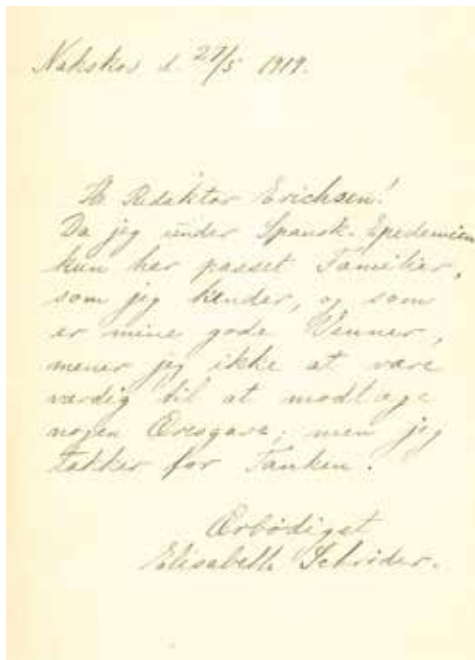 Nakskov d. 27/5 1919.
Hr Redaktør Erichsen!
Da jeg under Spansk-Epedemien
kun har passet Familier,
som jeg kender, og som
er mine gode Venner,
mener jeg ikke at være
værdig til at modtage
nogen Æresgave; men jeg
takker for Tanken.
Ærbødigst
Elisabeth Schrøder.